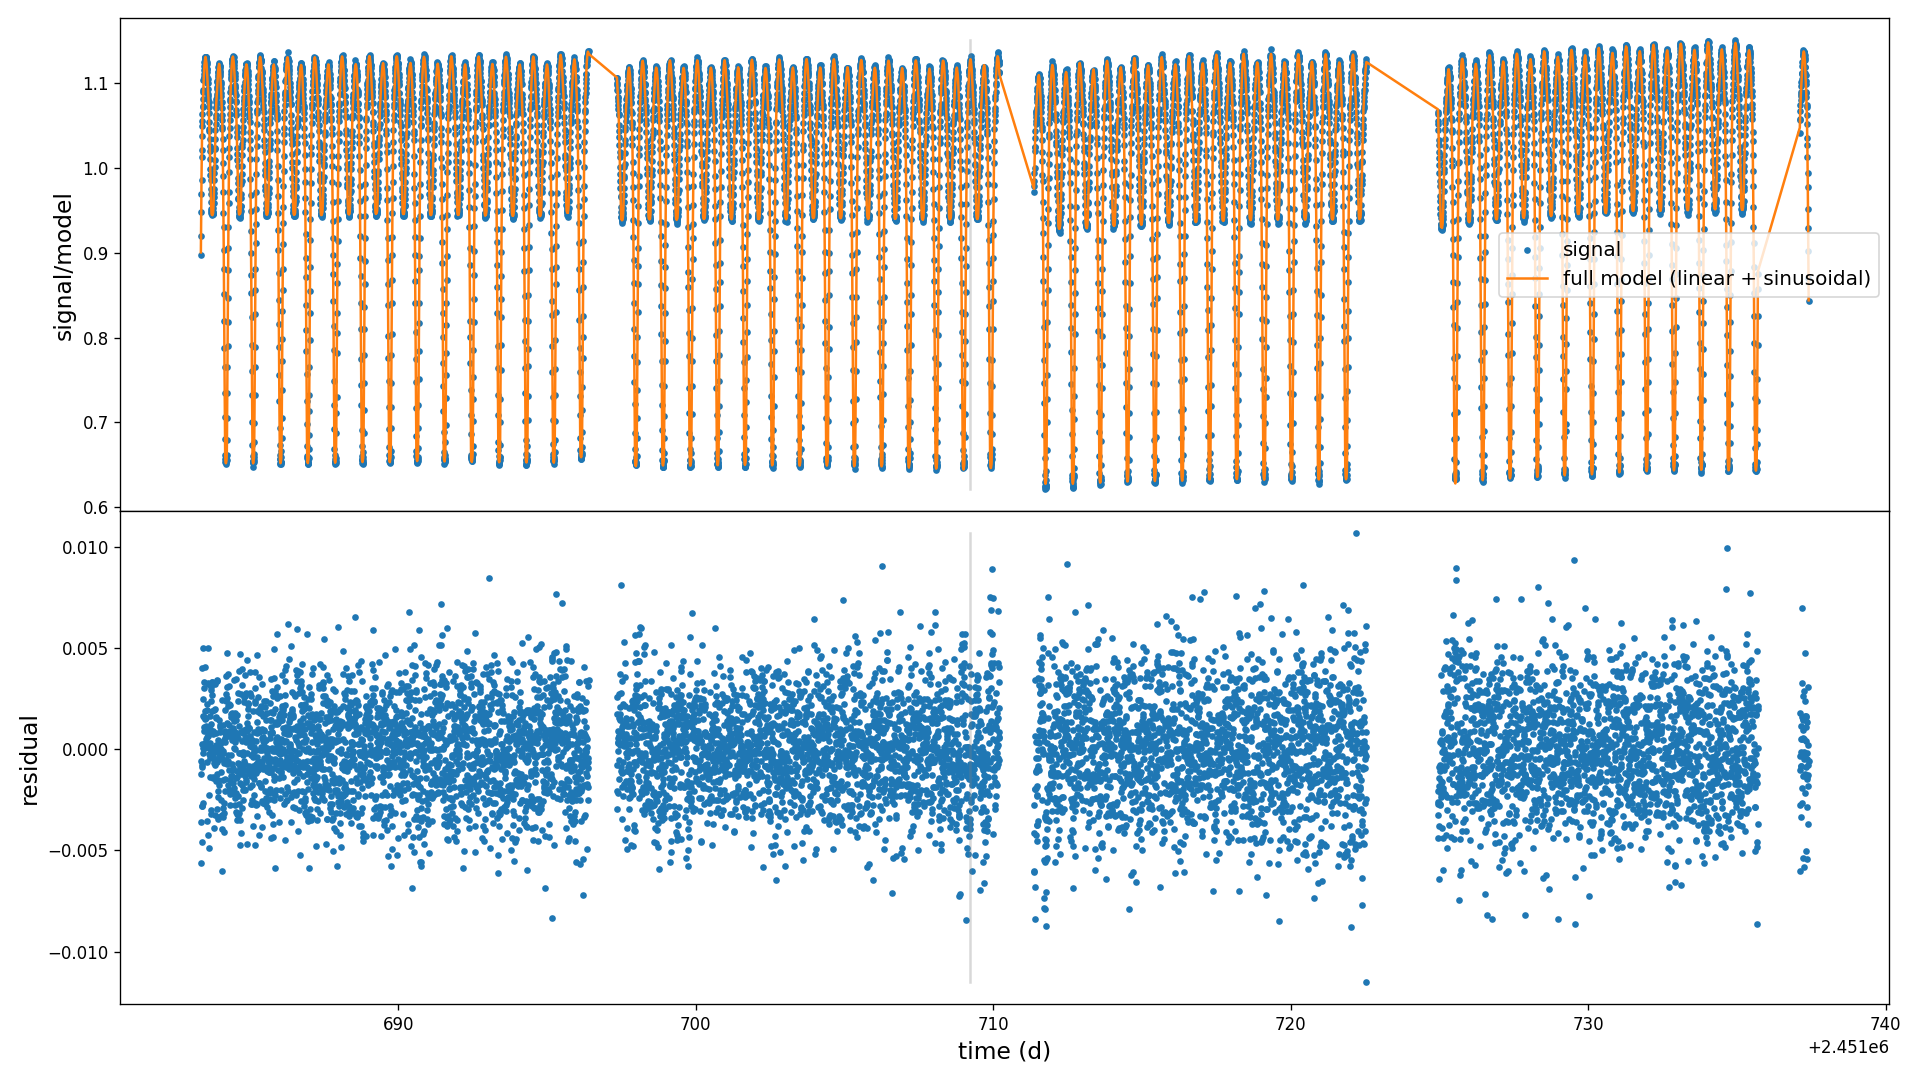 1.1
1.0
0.9
0.8
0.7
0.6
signal/model
signal
full model (linear + sinusoidal)
0.010
0.005
0.000
−0.005
−0.010
residual
690
700
710
720
730
740
+2.451e6
time (d)